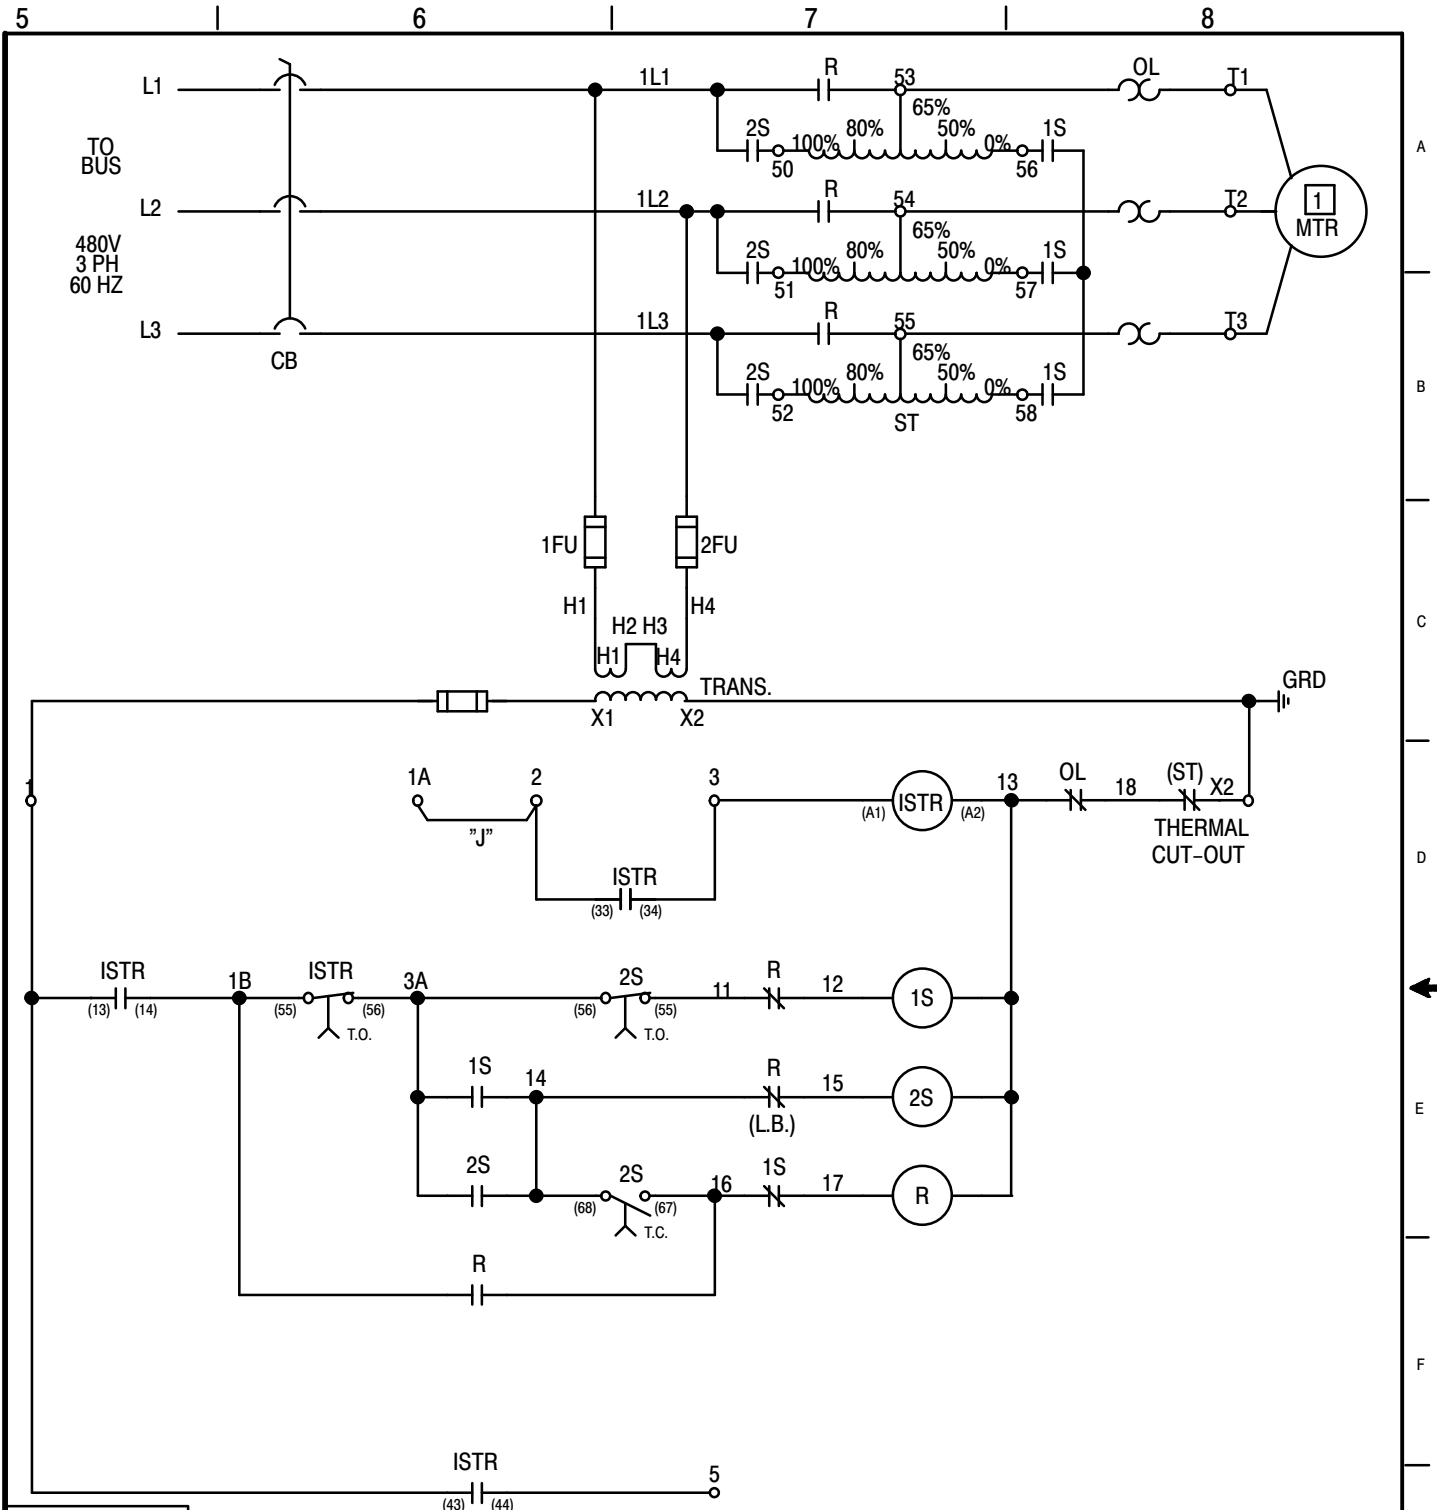 5 6 7 8
L1 1L1 R 53 OL T1
65%
TO
BUS
2S 100% 80% 50% 0% 1S
50 56
A
L2 1L2 R 54 T2
1
MTR
65%
480V
3 PH
60 HZ
2S 100% 80% 50% 0% 1S
51 57
L3 1L3 R 55 T3
CB
65%
2S 100% 80% 50% 0% 1S
52 58
ST
B
1FU 2FU
H1 H4
H2 H3
H1 H4
C
TRANS.
X1 X2
GRD
1 1A 2 3 (A1) ISTR (A2) 13 OL 18 (ST) X2
"J"
THERMAL
CUT-OUT
D
ISTR
(33) (34)
ISTR 1B ISTR 3A 2S 11 R 12 1S
(13) (14) (55) (56) (56) (55)
T.O. T.O.
1S 14 R 15 2S
(L.B.)
E
2S 2S 16 1S 17 R
(68) (67)
T.C.
R
F
ISTR 5
(43) (44)